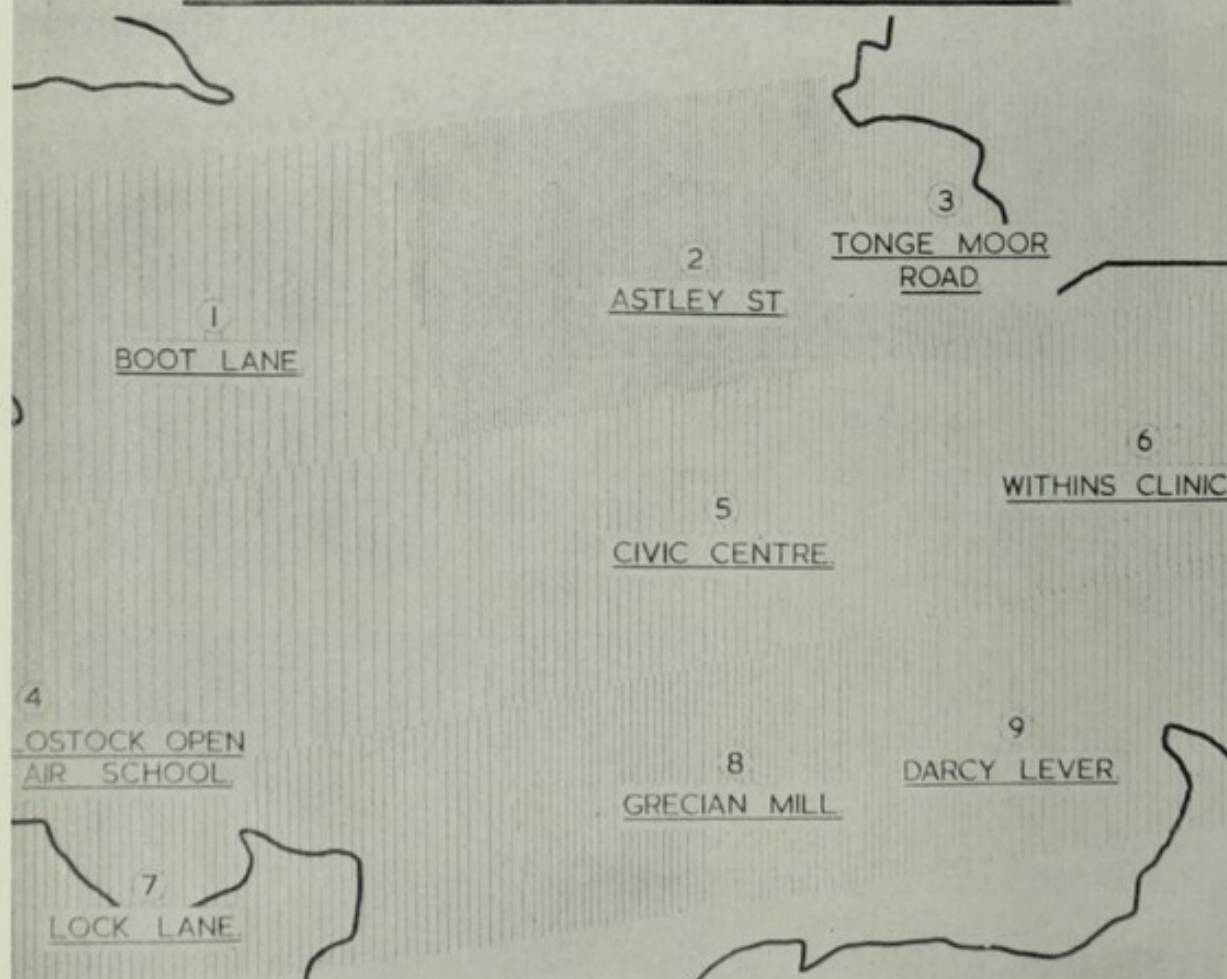 3
TONGE MOOR
ROAD
2
ASTLEY ST.
1
BOOT LANE
6
WITHINS CLINIC
5
CIVIC CENTRE.
4
LOSTOCK OPEN
AIR SCHOOL.
9
DARCY LEVER.
8
GRECIAN MILL.
7
LOCK LANE.